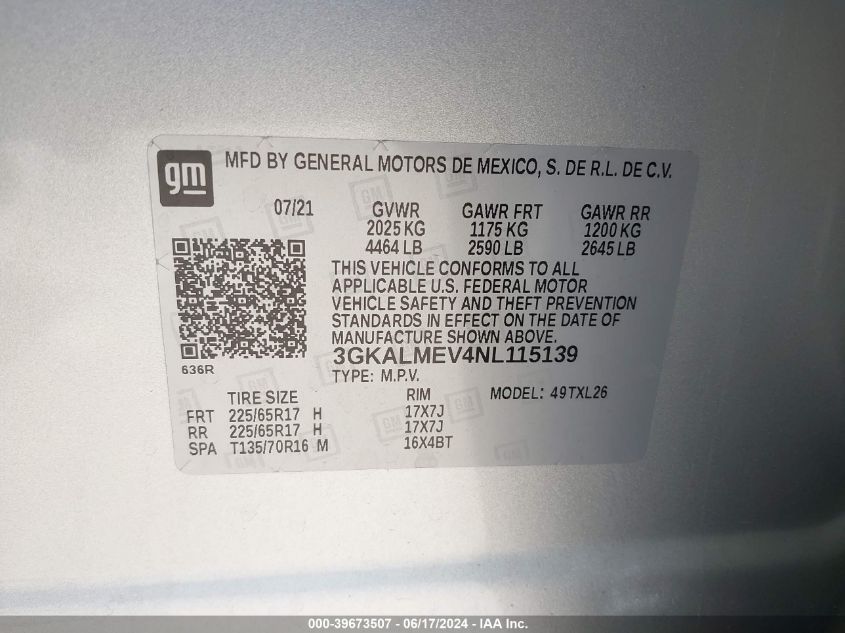 gm
MFD BY GENERAL MOTORS DE MEXICO, S. DE R.L. DE C.V.
07/21 GVWR GAWR FRT GAWR RR
2025 KG 1175 KG 1200 KG
4464 LB 2590 LB 2645 LB
THIS VEHICLE CONFORMS TO ALL
APPLICABLE U.S. FEDERAL MOTOR
VEHICLE SAFETY AND THEFT PREVENTION
STANDARDS IN EFFECT ON THE DATE OF
MANUFACTURE SHOWN ABOVE.
3GKALMEV4NL115139
636R
TYPE: M.P.V.
TIRE SIZE RIM MODEL: 49TXL26
FRT 225/65R17 H 17X7J
RR 225/65R17 H 17X7J
SPA T135/70R16 M 16X4BT
000-39673507 - 06/17/2024 - IAA Inc.